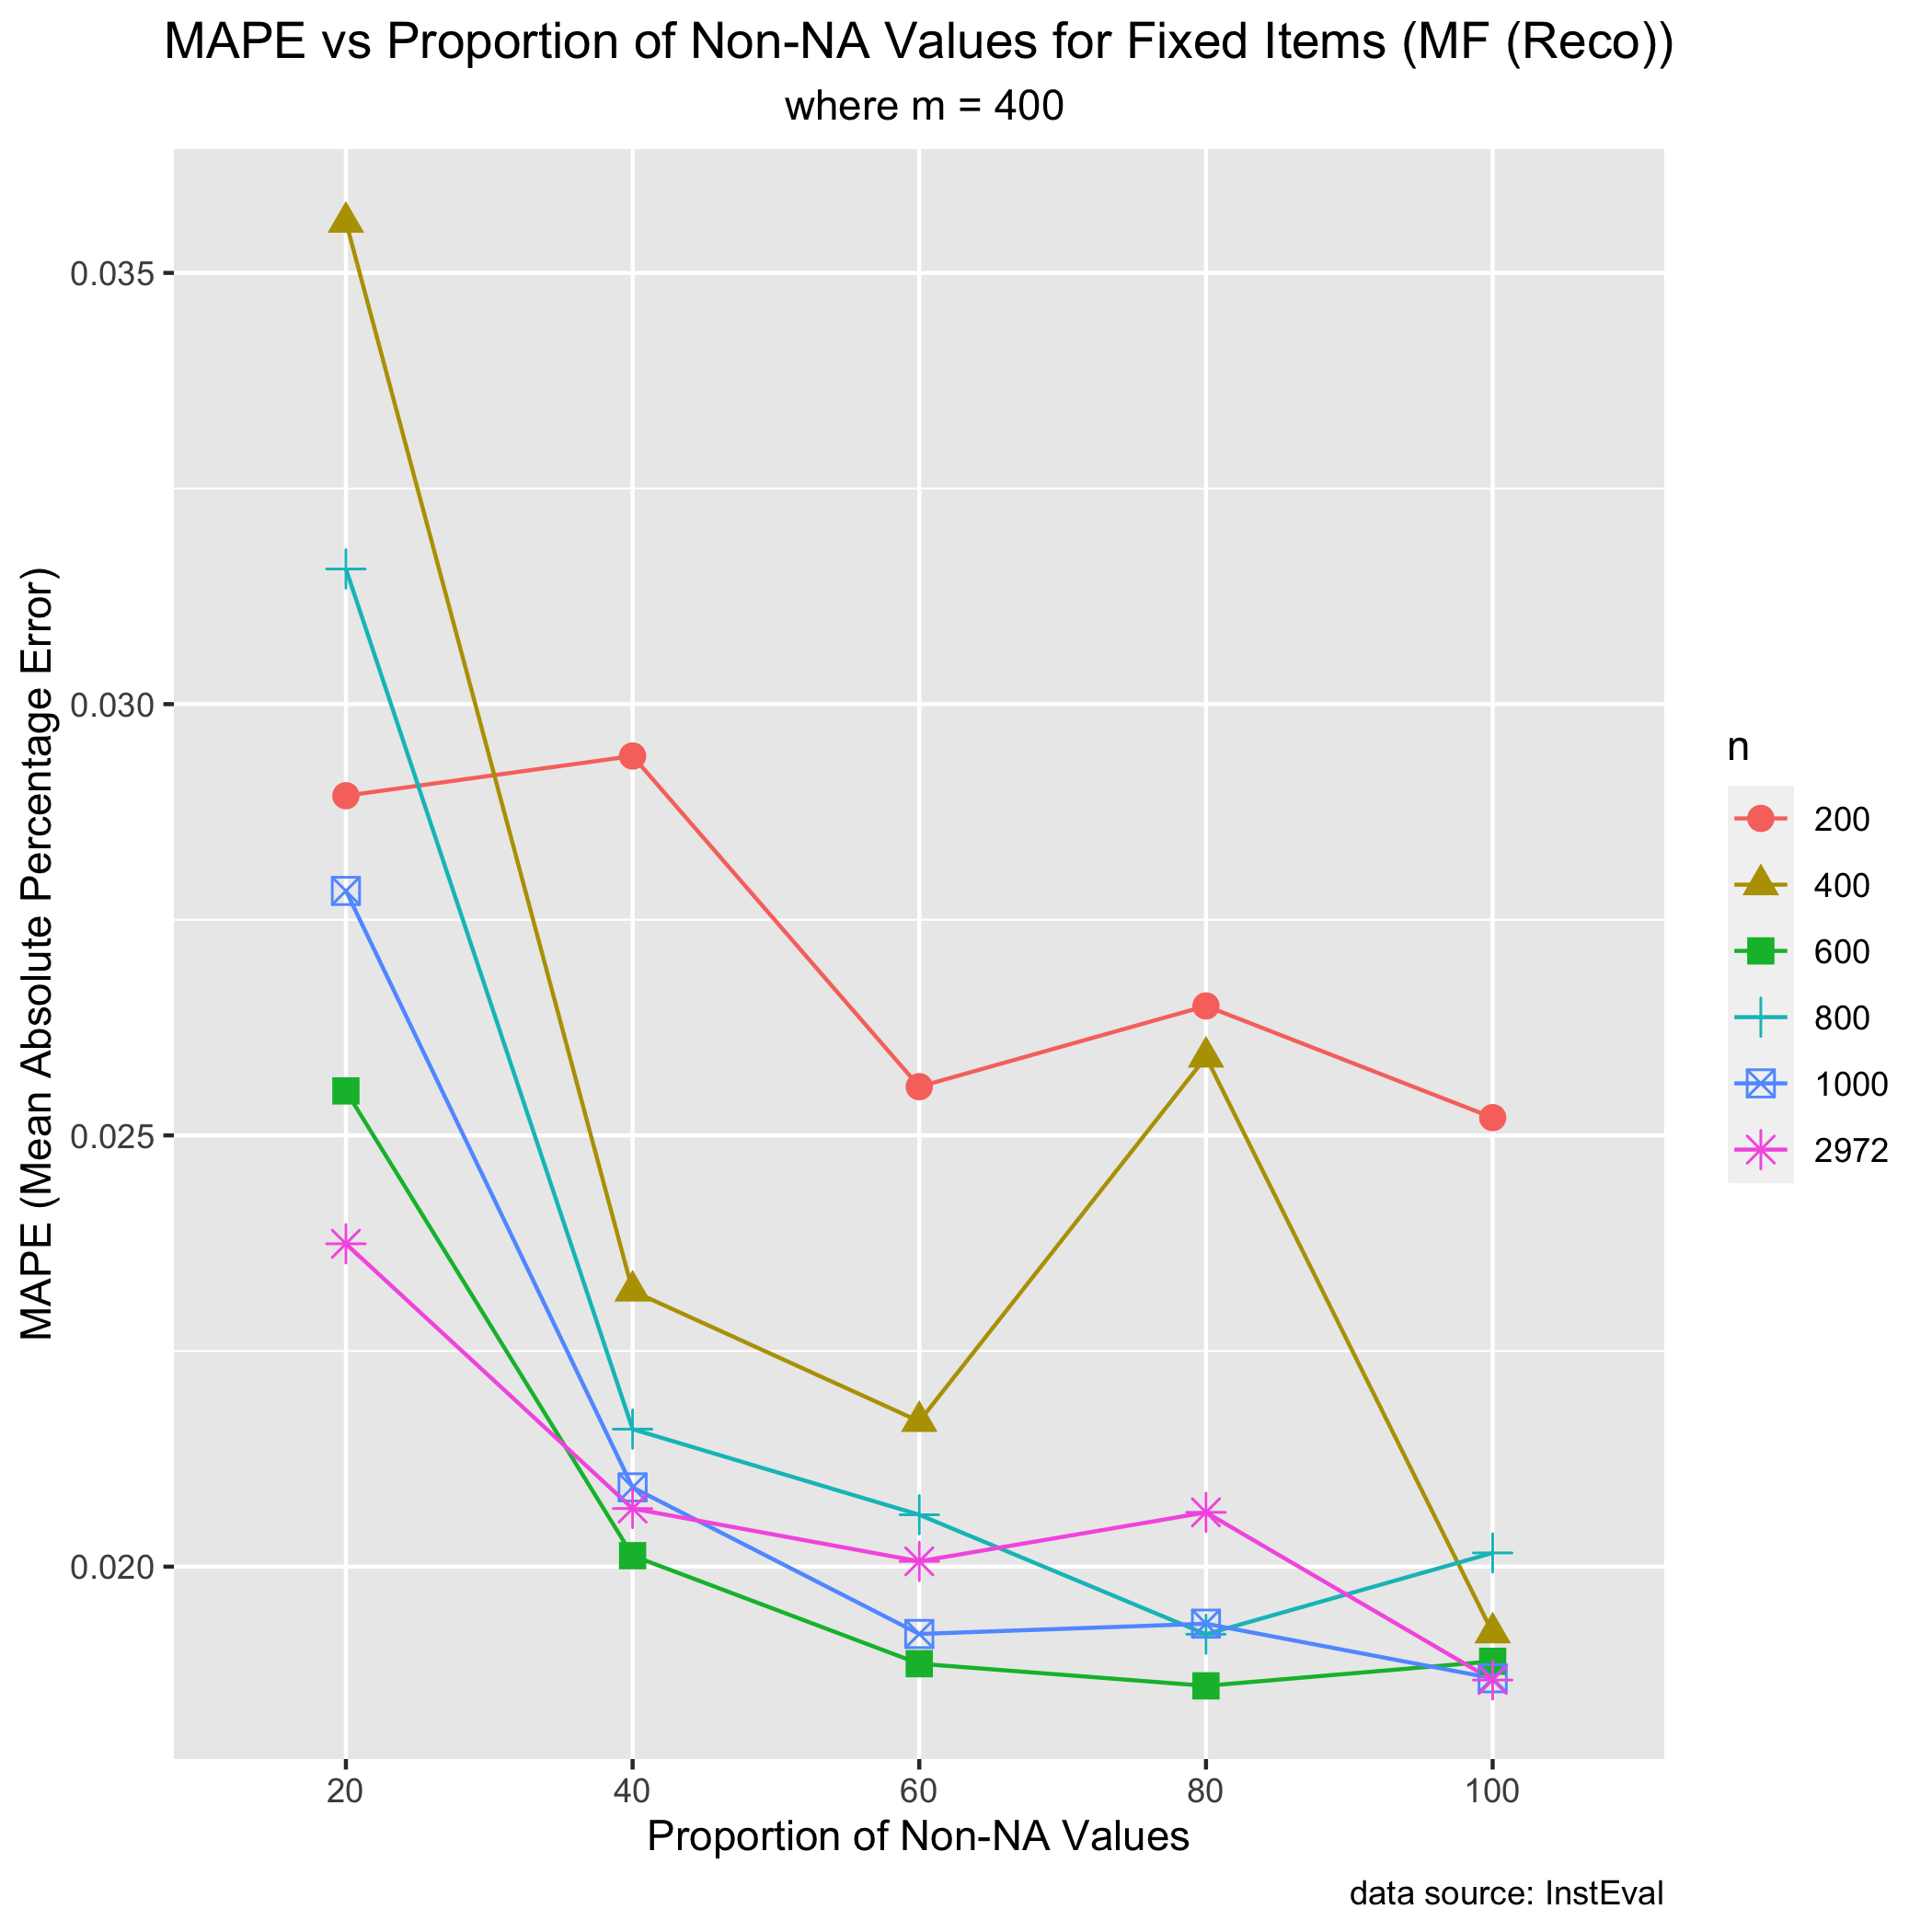 MAPE vs Proportion of Non-NA Values for Fixed Items (MF (Reco))
where m = 400
MAPE (Mean Absolute Percentage Error)
0.035
0.030
0.025
0.020
20 40 60 80 100
Proportion of Non-NA Values
n
200
400
600
800
1000
2972
data source: InstEval